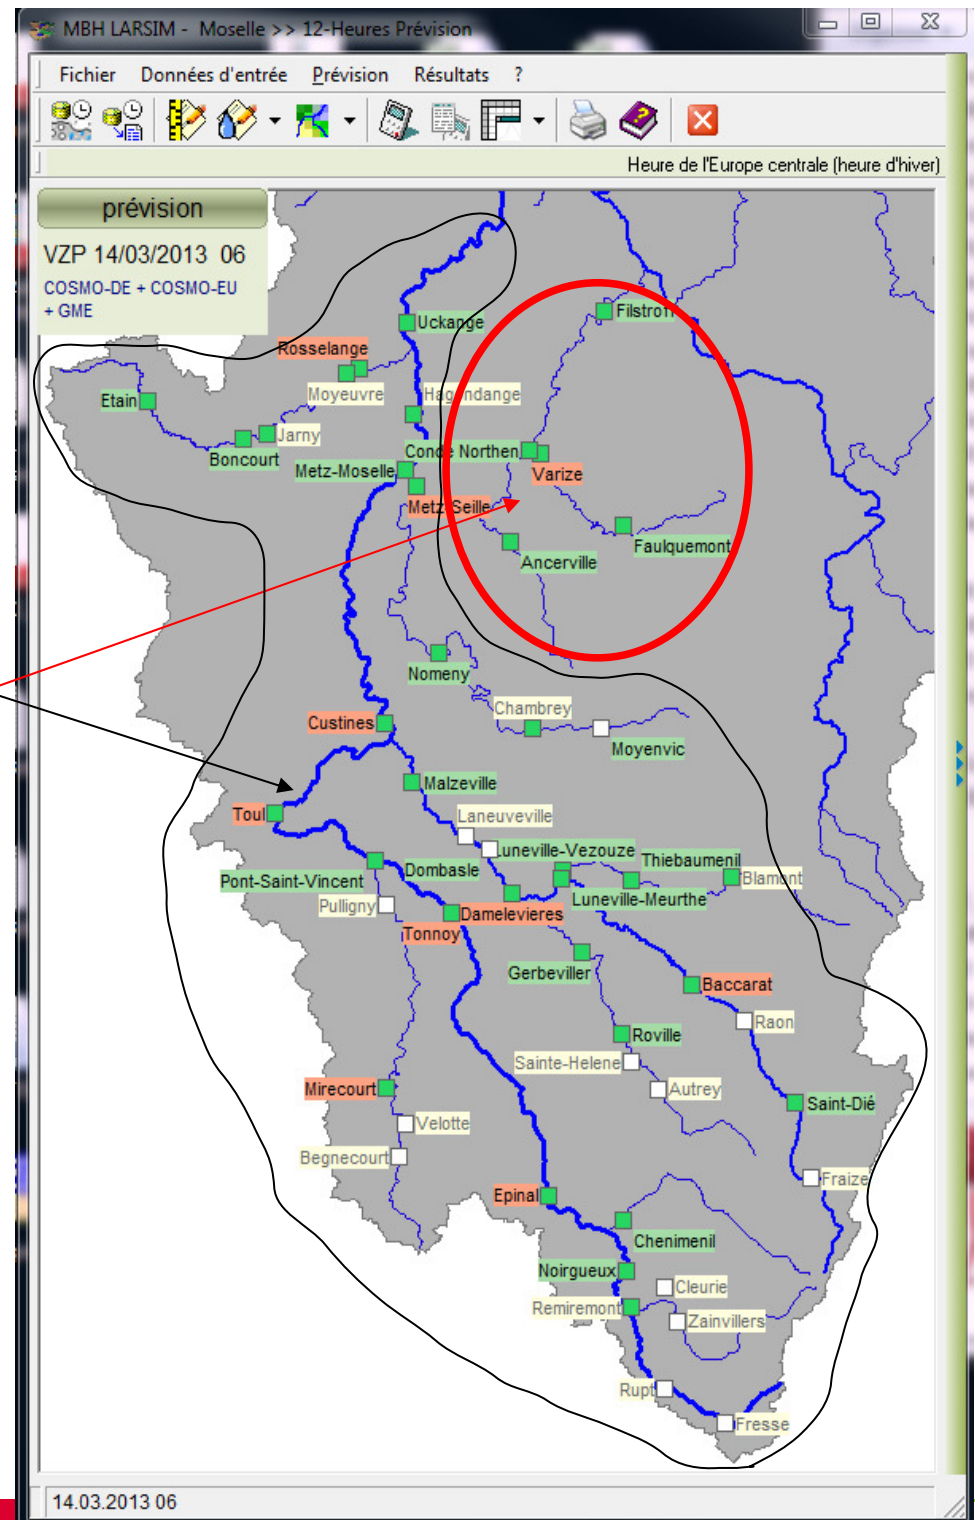 MBH LARSIM - Moselle >> 12-Heures Prévision
Fichier Données d'entrée Prévision Résultats ?
Heure de l'Europe centrale (heure d'hiver)
prévision
VZP 14/03/2013 06
COSMO-DE + COSMO-EU
+ GME
Filstroff
Uckange
Rosselange
Moyeuvre
Hagondange
Etain
Jarny
Conde Northen
Boncourt
Metz-Moselle
Varize
Metz-Seille
Faulquemont
Ancerville
Nomeny
Chambrey
Custines
Moyenvic
Malzeville
Toul
Laneuveville
Luneville-Vezouze
Thiebaumenil
Dombasle
Blamont
Pont-Saint-Vincent
Luneville-Meurthe
Pulligny
Damelevieres
Tonnoy
Gerbeviller
Baccarat
Raon
Roville
Sainte-Helene
Mirecourt
Autrey
Saint-Dié
Velotte
Begnecourt
Fraize
Epinal
Chenimenil
Noirgueux
Cleurie
Remiremont
Zainvillers
Rupt
Fresse
14.03.2013 06